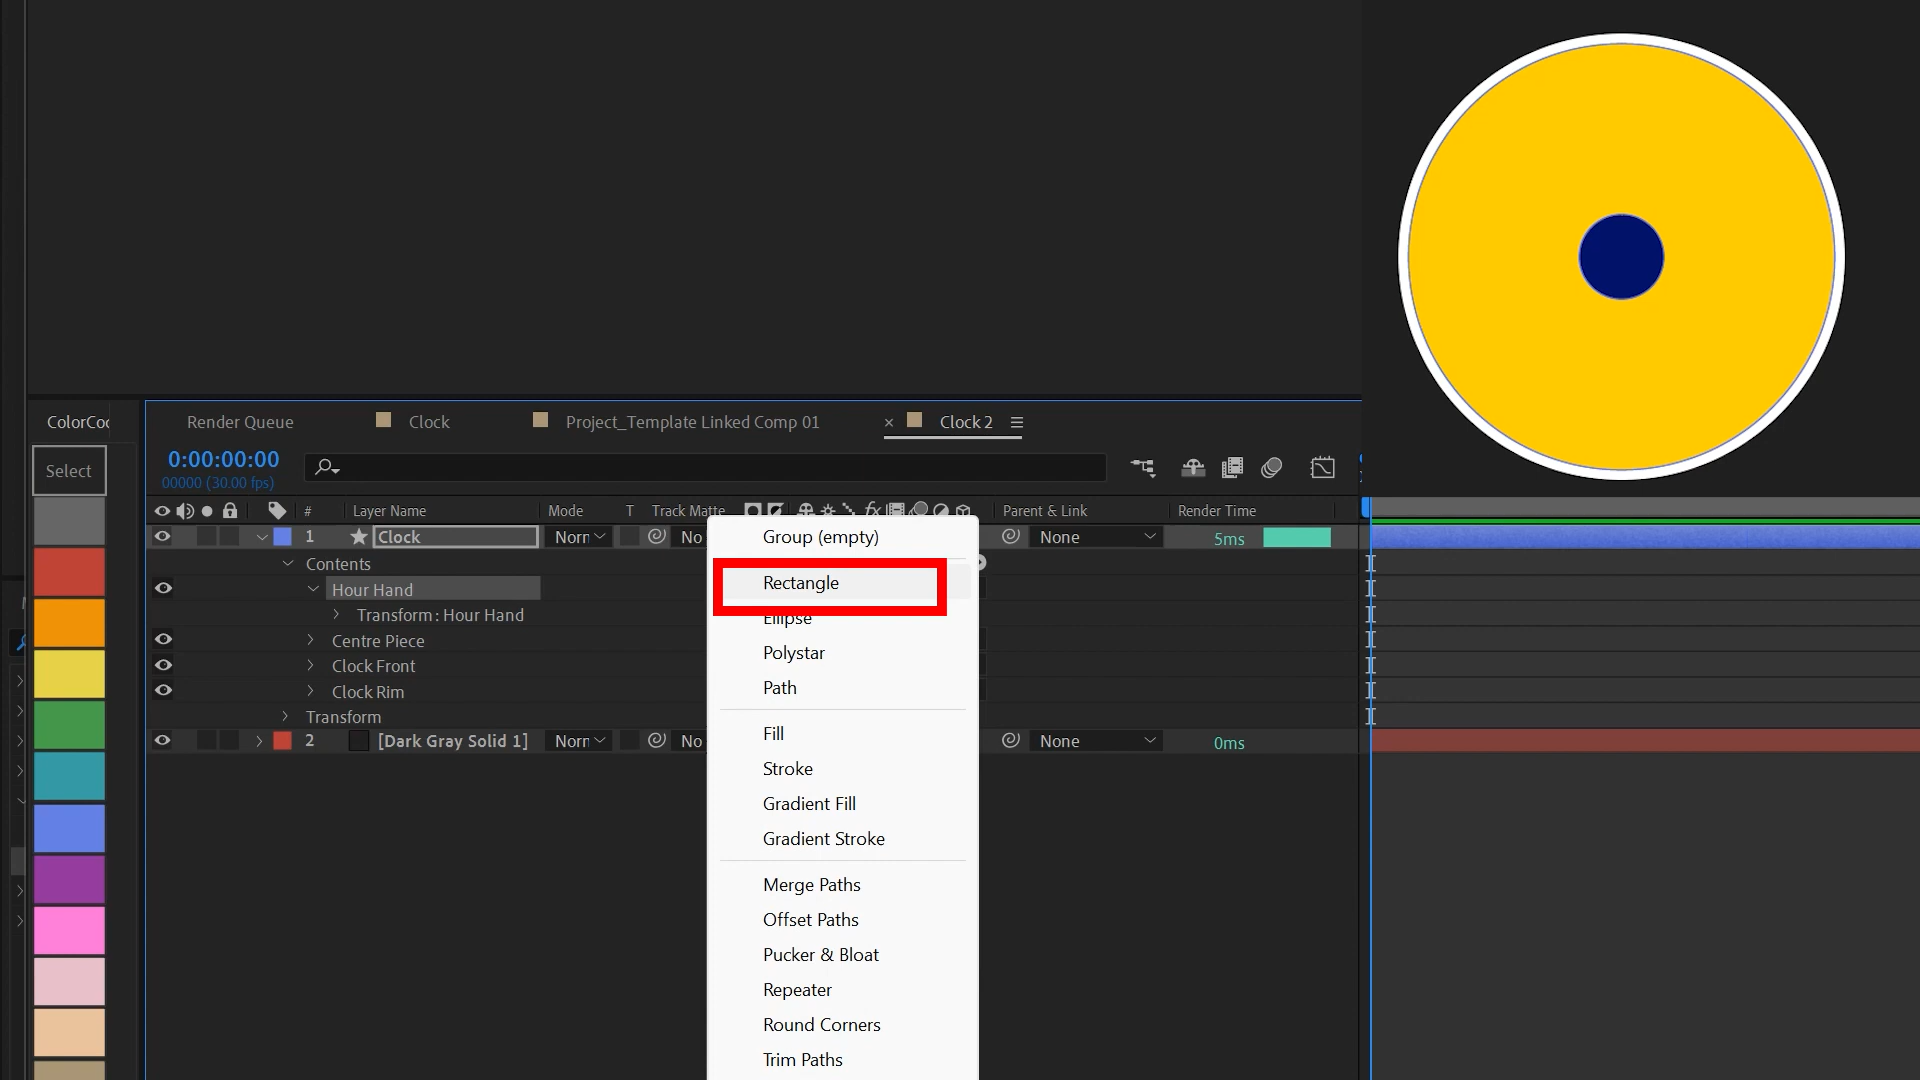 ColorCo
Render Queue
Clock
Project_Template Linked Comp 01
× Clock 2
Select
0:00:00:00
00000 (30.00 fps)
# Layer Name Mode T Track Matte Parent & Link Render Time
1 Clock Norn No None 5ms
Contents
Hour Hand
Transform: Hour Hand
Centre Piece
Clock Front
Clock Rim
Transform
2 [Dark Gray Solid 1] Norn No None 0ms
Group (empty)
Rectangle
Ellipse
Polystar
Path
Fill
Stroke
Gradient Fill
Gradient Stroke
Merge Paths
Offset Paths
Pucker & Bloat
Repeater
Round Corners
Trim Paths